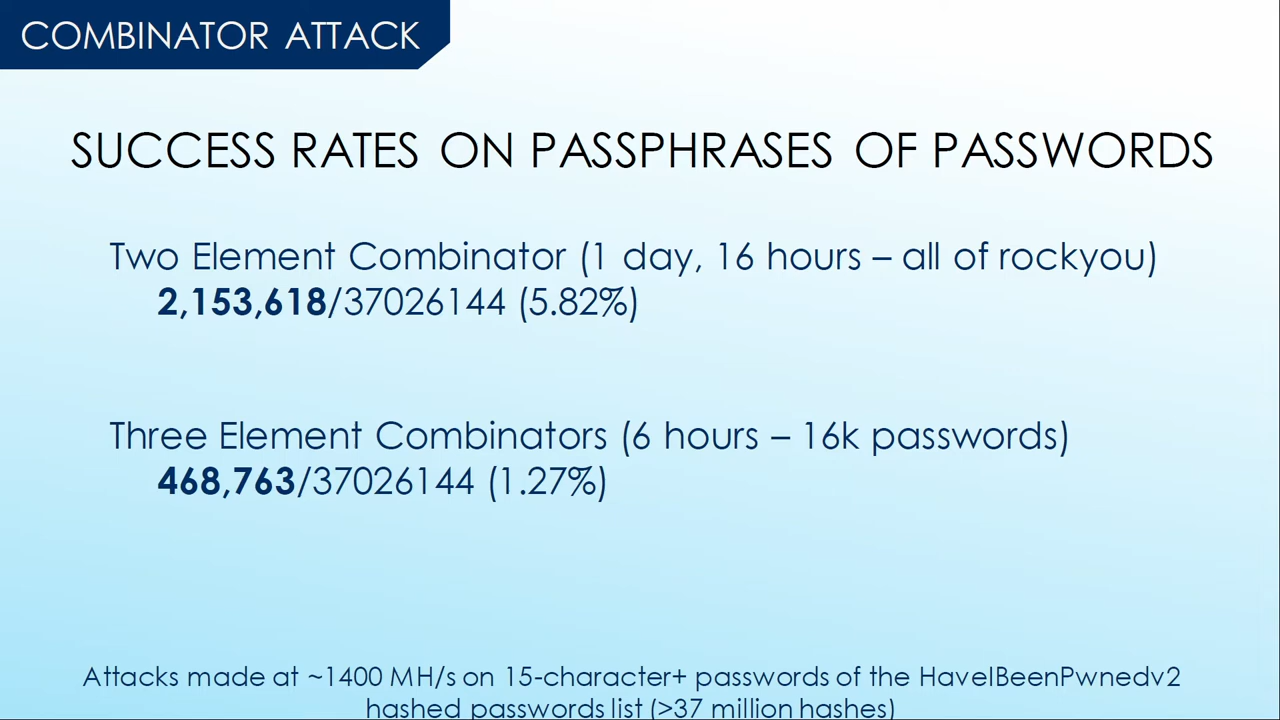 COMBINATOR ATTACK
SUCCESS RATES ON PASSPHRASES OF PASSWORDS
Two Element Combinator (1 day, 16 hours – all of rockyou)
2,153,618/37026144 (5.82%)
Three Element Combinators (6 hours – 16k passwords)
468,763/37026144 (1.27%)
Attacks made at ~1400 MH/s on 15-character+ passwords of the HaveIBeenPwnedv2
hashed passwords list (>37 million hashes)